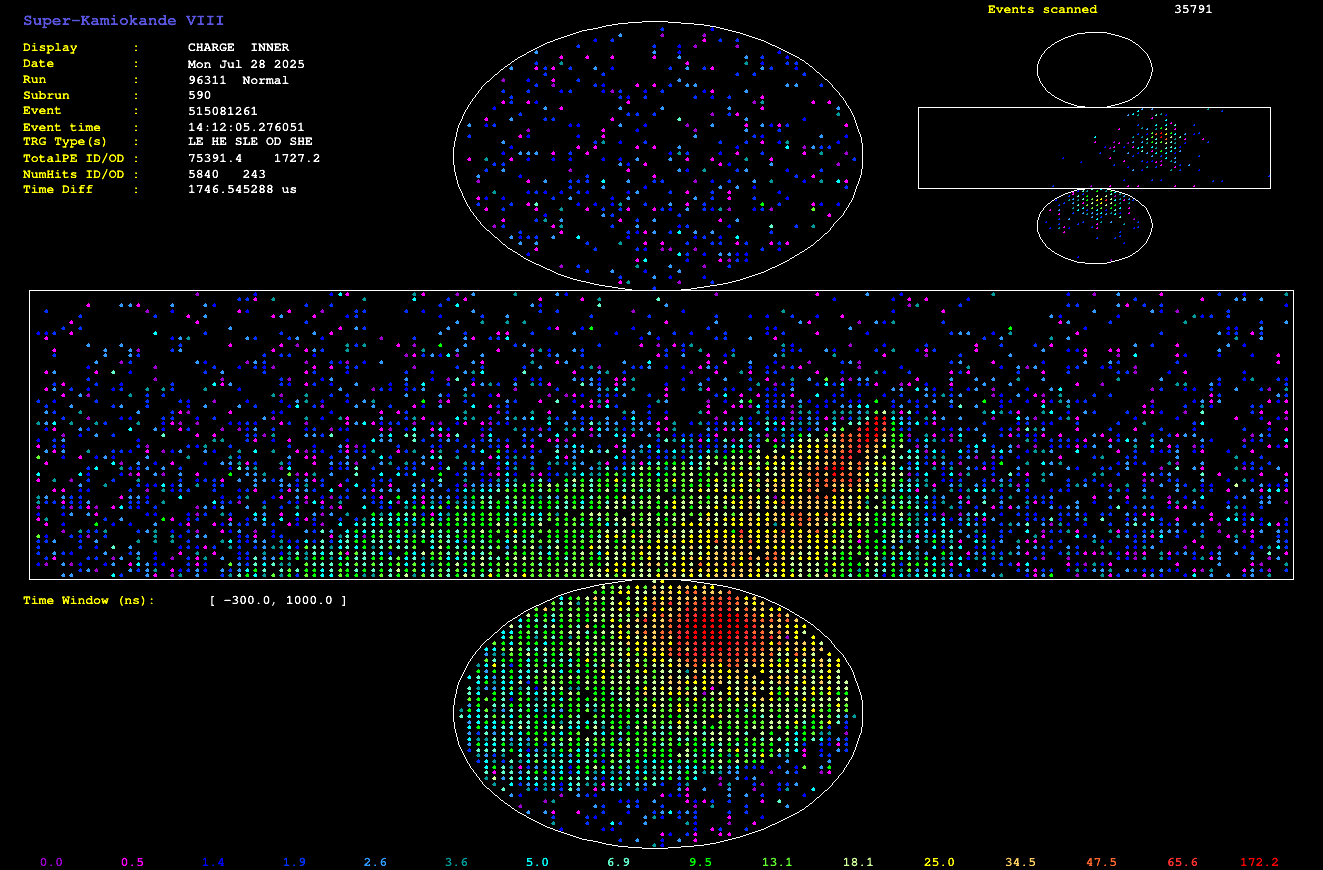 Super-Kamiokande VIII
Display : CHARGE INNER
Date : Mon Jul 28 2025
Run : 96311 Normal
Subrun : 590
Event : 515081261
Event time : 14:12:05.276051
TRG Type(s) : LE HE SLE OD SHE
TotalPE ID/OD : 75391.4 1727.2
NumHits ID/OD : 5840 243
Time Diff : 1746.545288 us
Events scanned 35791
Time Window (ns): [ -300.0, 1000.0 ]
0.0 0.5 1.4 1.9 2.6 3.6 5.0 6.9 9.5 13.1 18.1 25.0 34.5 47.5 65.6 172.2